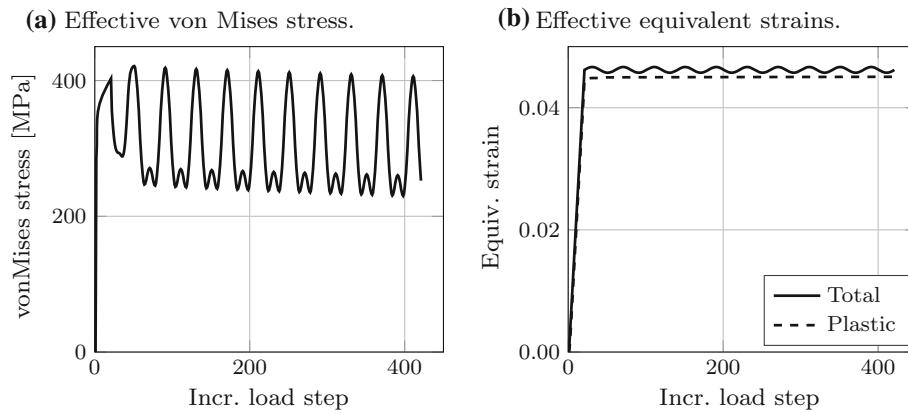 (a) Effective von Mises stress.
400
200
0
vonMises stress [MPa]
0
200
400
Incr. load step
(b) Effective equivalent strains.
0.04
0.02
0.00
Equiv. strain
0
200
400
Incr. load step
Total
Plastic